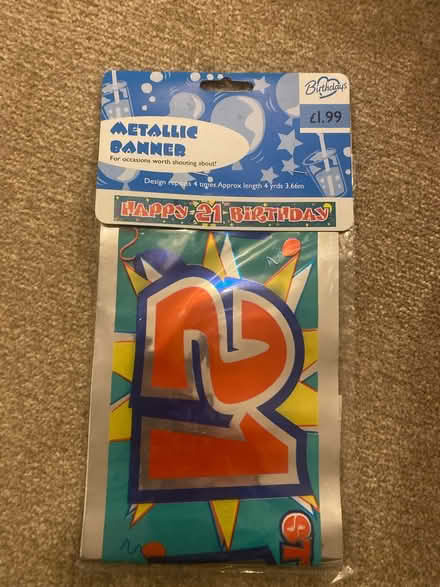 Birthdays
£1.99
METALLIC
BANNER
For occasions worth shouting about!
Design repeats 4 times. Approx length 4 yrds 3.66m
HAPPY 21 BIRTHDAY
21
ST